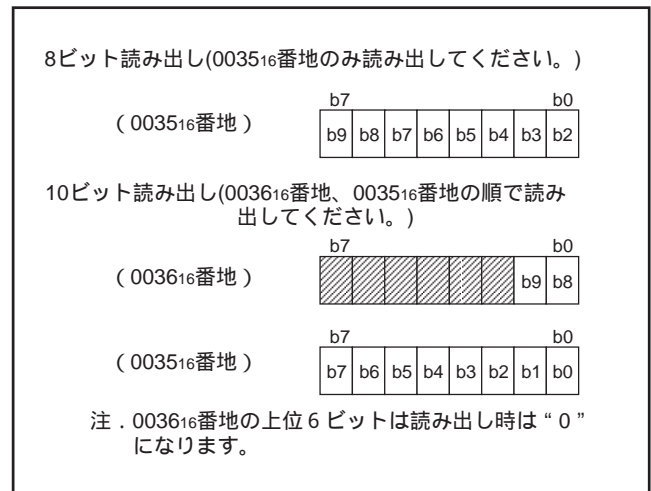 8ビット読み出し(003516番地のみ読み出してください。)
b7 b0
(003516番地)
b9 b8 b7 b6 b5 b4 b3 b2
10ビット読み出し(003616番地、003516番地の順で読み
出してください。)
b7 b0
(003616番地)
b9 b8
b7 b0
(003516番地)
b7 b6 b5 b4 b3 b2 b1 b0
注．003616番地の上位６ビットは読み出し時は“０”
になります。